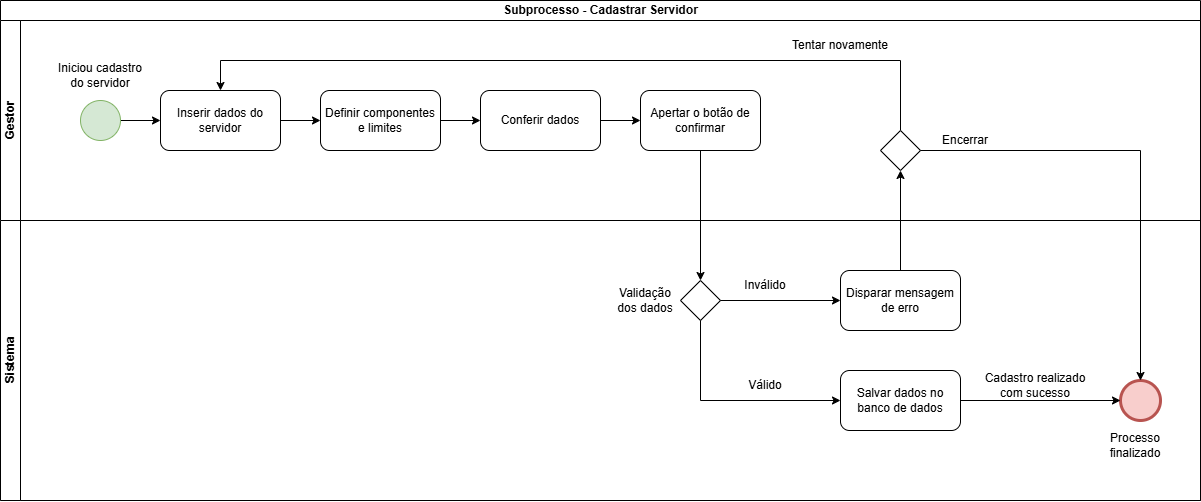 Subprocesso - Cadastrar Servidor
Gestor
Iniciou cadastro
do servidor
Inserir dados do
servidor
Definir componentes
e limites
Conferir dados
Apertar o botão de
confirmar
Tentar novamente
Encerrar
Sistema
Validação
dos dados
Inválido
Disparar mensagem
de erro
Válido
Salvar dados no
banco de dados
Cadastro realizado
com sucesso
Processo
finalizado